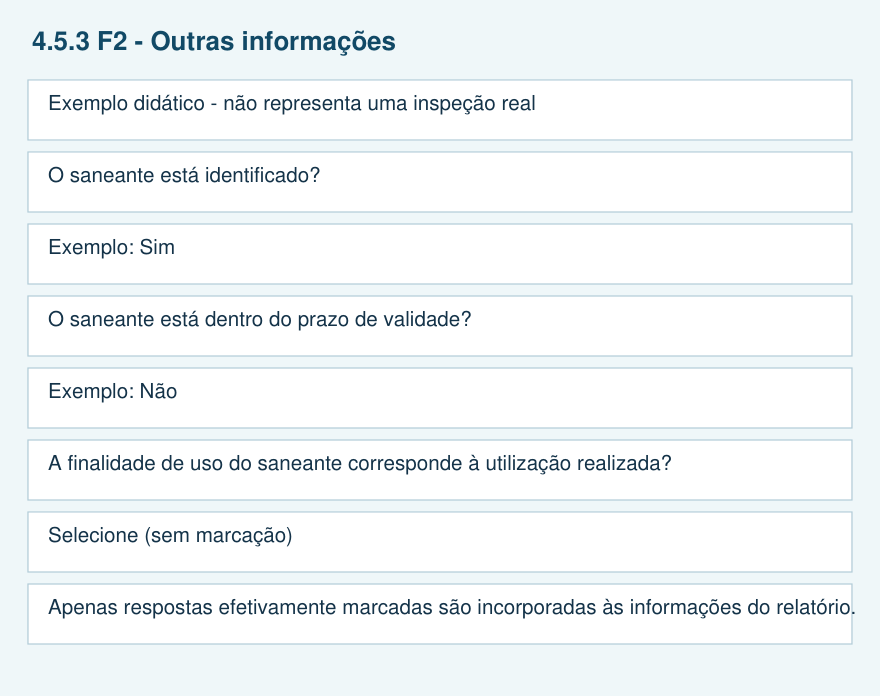 4.5.3 F2 - Outras informações
Exemplo didático - não representa uma inspeção real
O saneante está identificado?
Exemplo: Sim
O saneante está dentro do prazo de validade?
Exemplo: Não
A finalidade de uso do saneante corresponde à utilização realizada?
Selecione (sem marcação)
Apenas respostas efetivamente marcadas são incorporadas às informações do relatório.